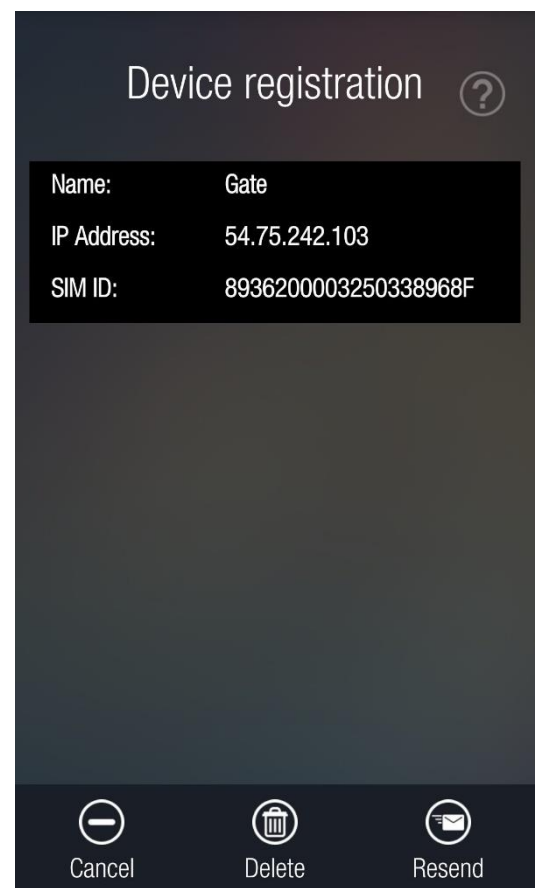 Device registration ?
Name: Gate
IP Address: 54.75.242.103
SIM ID: 8936200003250338968F
Cancel Delete Resend